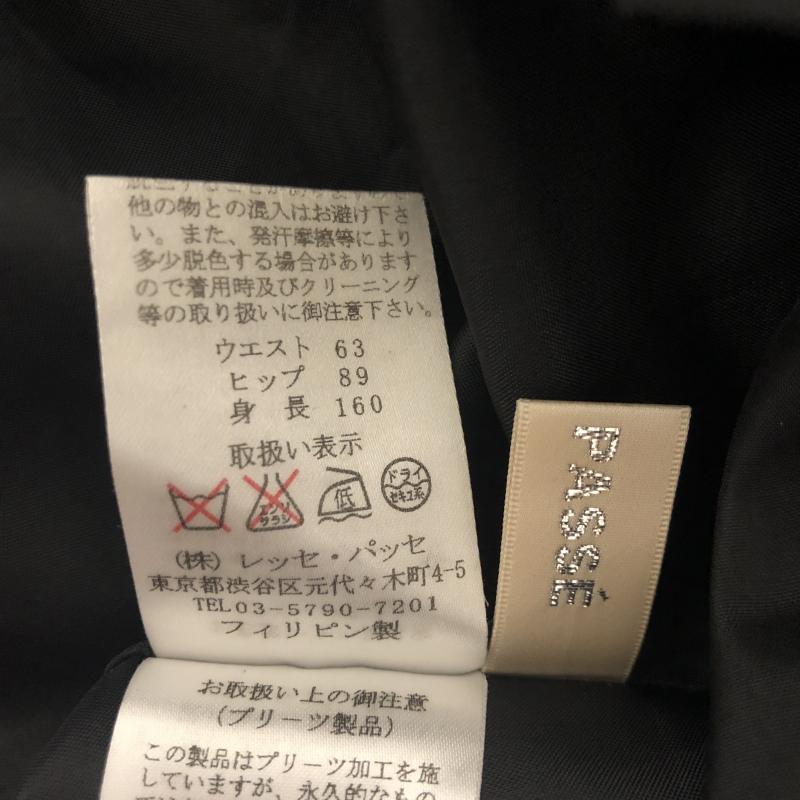 他の物との混入はお避け下さ
い。また、発汗摩擦等により
多少脱色する場合があります
ので着用時及びクリーニング
等の取り扱いに御注意下さい。
ウエスト 63
ヒップ 89
身 長 160
取扱い表示
エンソ
サラシ
低
ドライ
セキユ系
(株) レッセ・パッセ
東京都渋谷区元代々木町4-5
TEL03-5790-7201
フィリピン製
PASSÉ
お取扱い上の御注意
(プリーツ製品)
この製品はプリーツ加工を施
していますが、永久的なもの